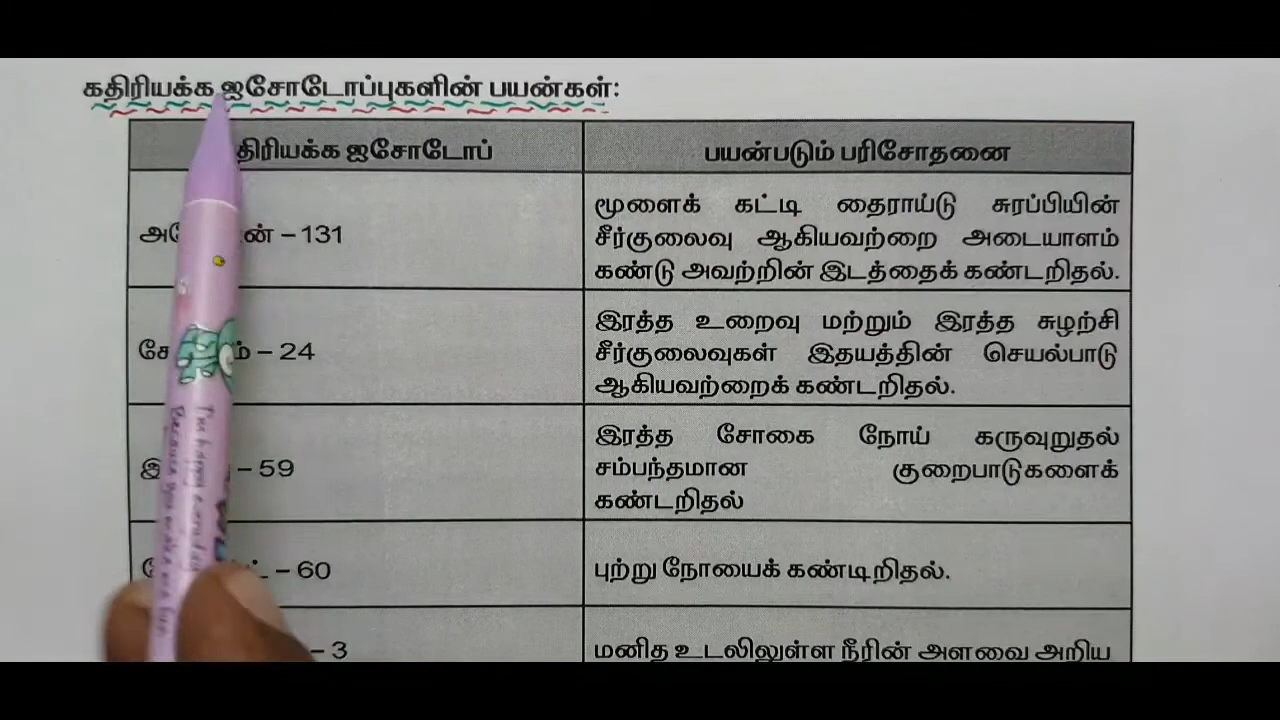 கதிரியக்க ஐசோடோப்புகளின் பயன்கள்:
ஐசோடோப்
பயன்படும் பரிசோதனை
– 131
மூளைக் கட்டி தைராய்டு சுரப்பியின்
சீர்குலைவு ஆகியவற்றை அடையாளம்
கண்டு அவற்றின் இடத்தைக் கண்டறிதல்.
– 24
இரத்த உறைவு மற்றும் இரத்த சுழற்சி
சீர்குலைவுகள் இதயத்தின் செயல்பாடு
ஆகியவற்றைக் கண்டறிதல்.
– 59
இரத்த சோகை நோய் கருவுறுதல்
சம்பந்தமான குறைபாடுகளைக்
கண்டறிதல்
– 60
புற்று நோயைக் கண்டிறிதல்.
– 3
மனித உடலிலுள்ள நீரின் அளவை அறிய